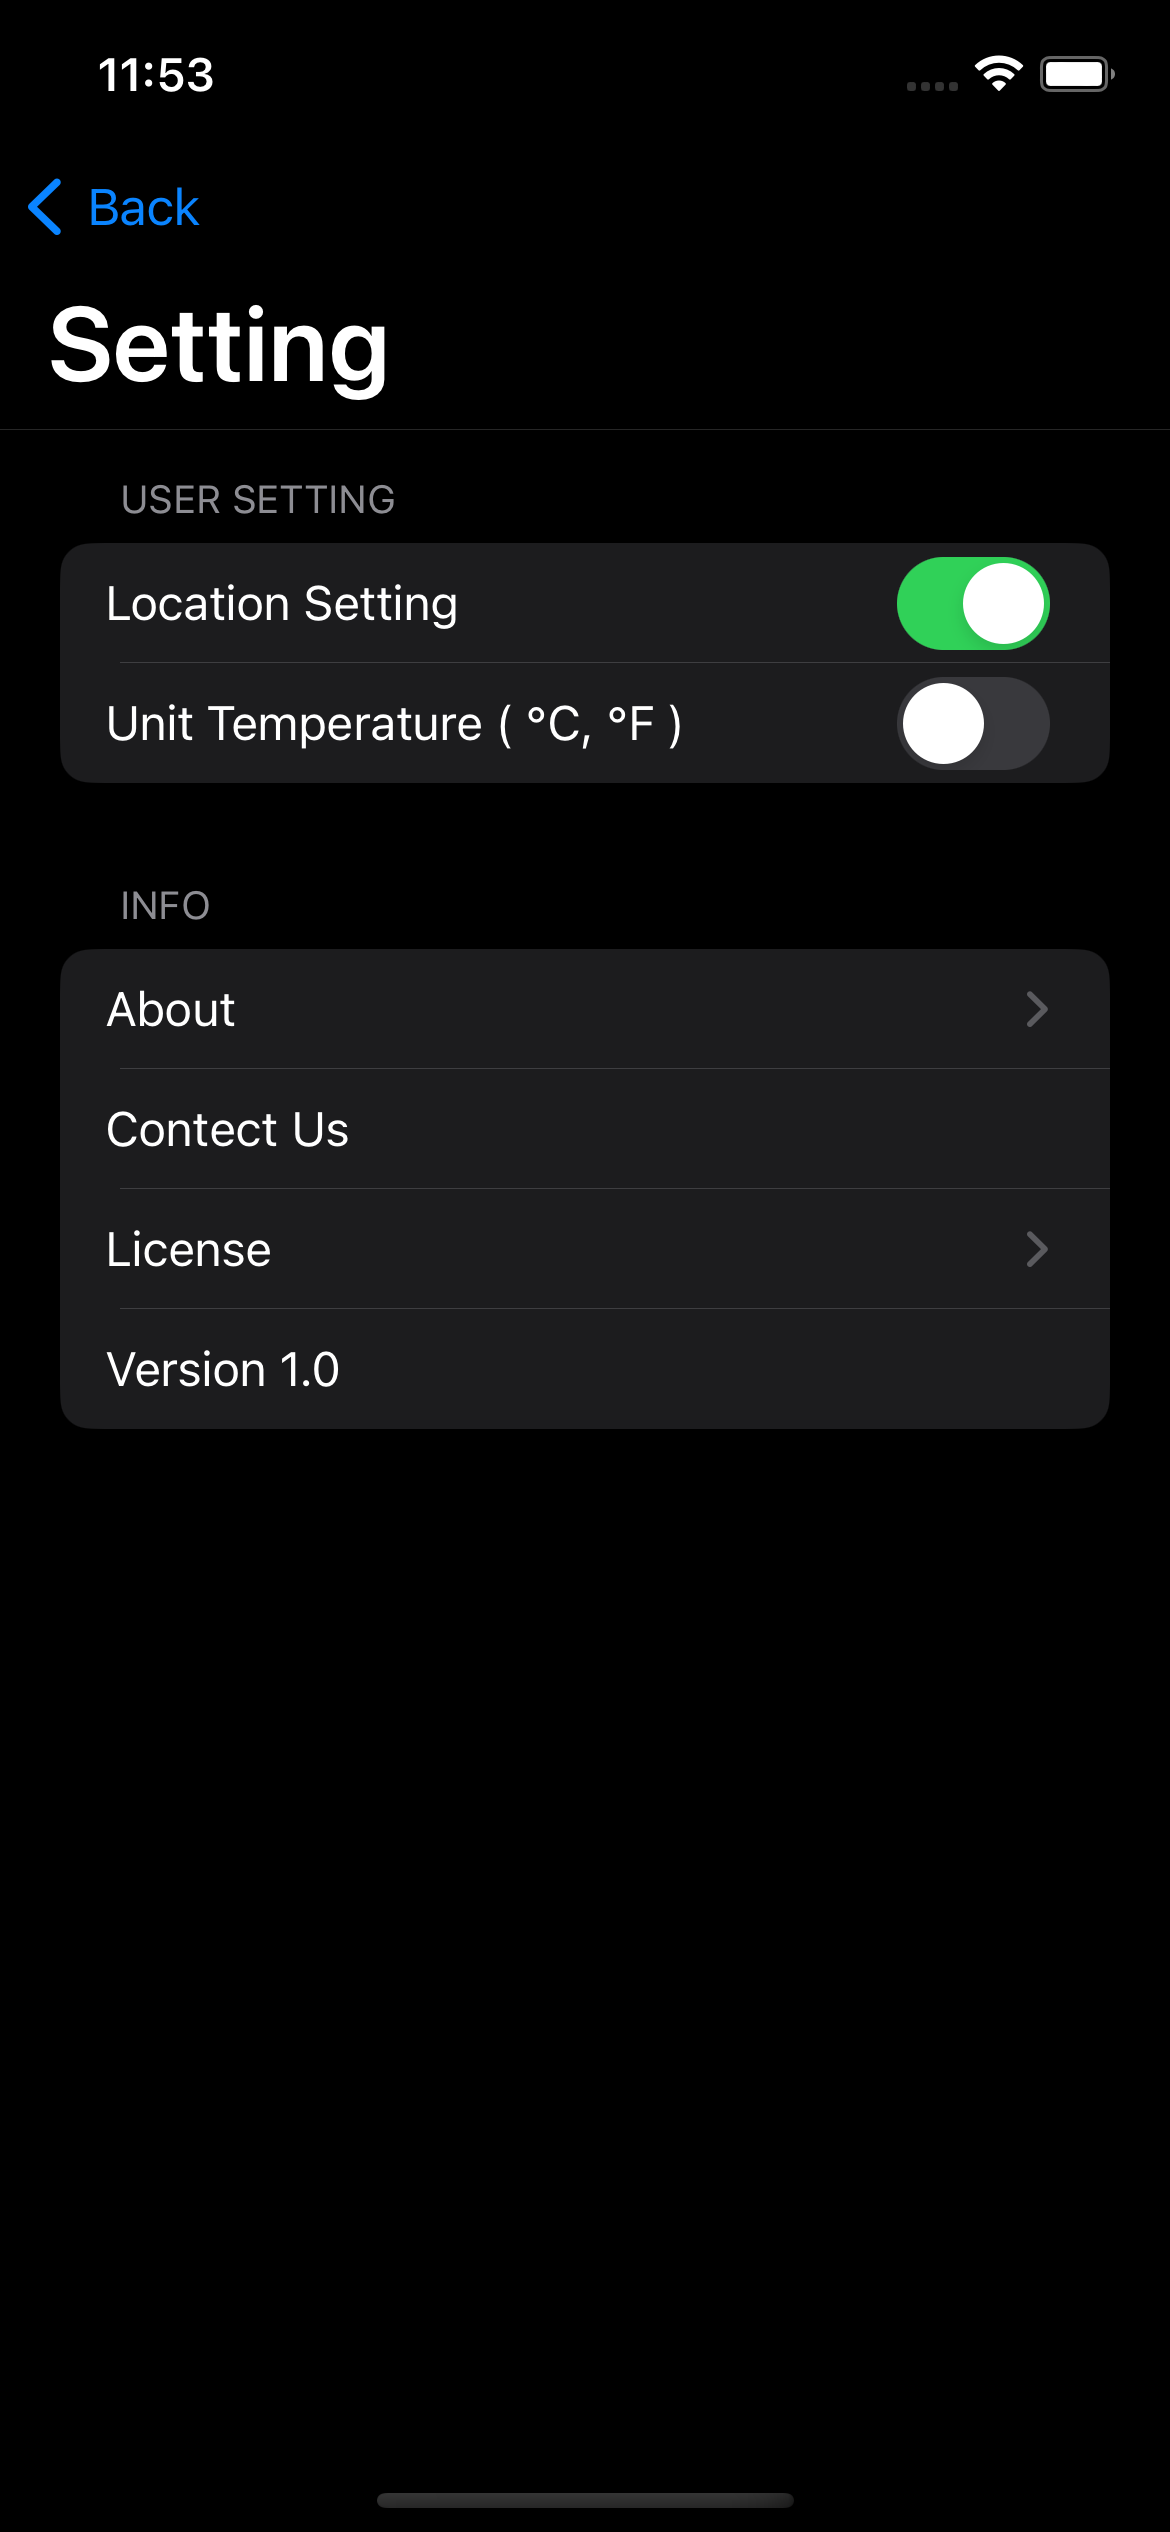 11:53
Back
Setting
USER SETTING
Location Setting
Unit Temperature ( °C, °F )
INFO
About
Contect Us
License
Version 1.0